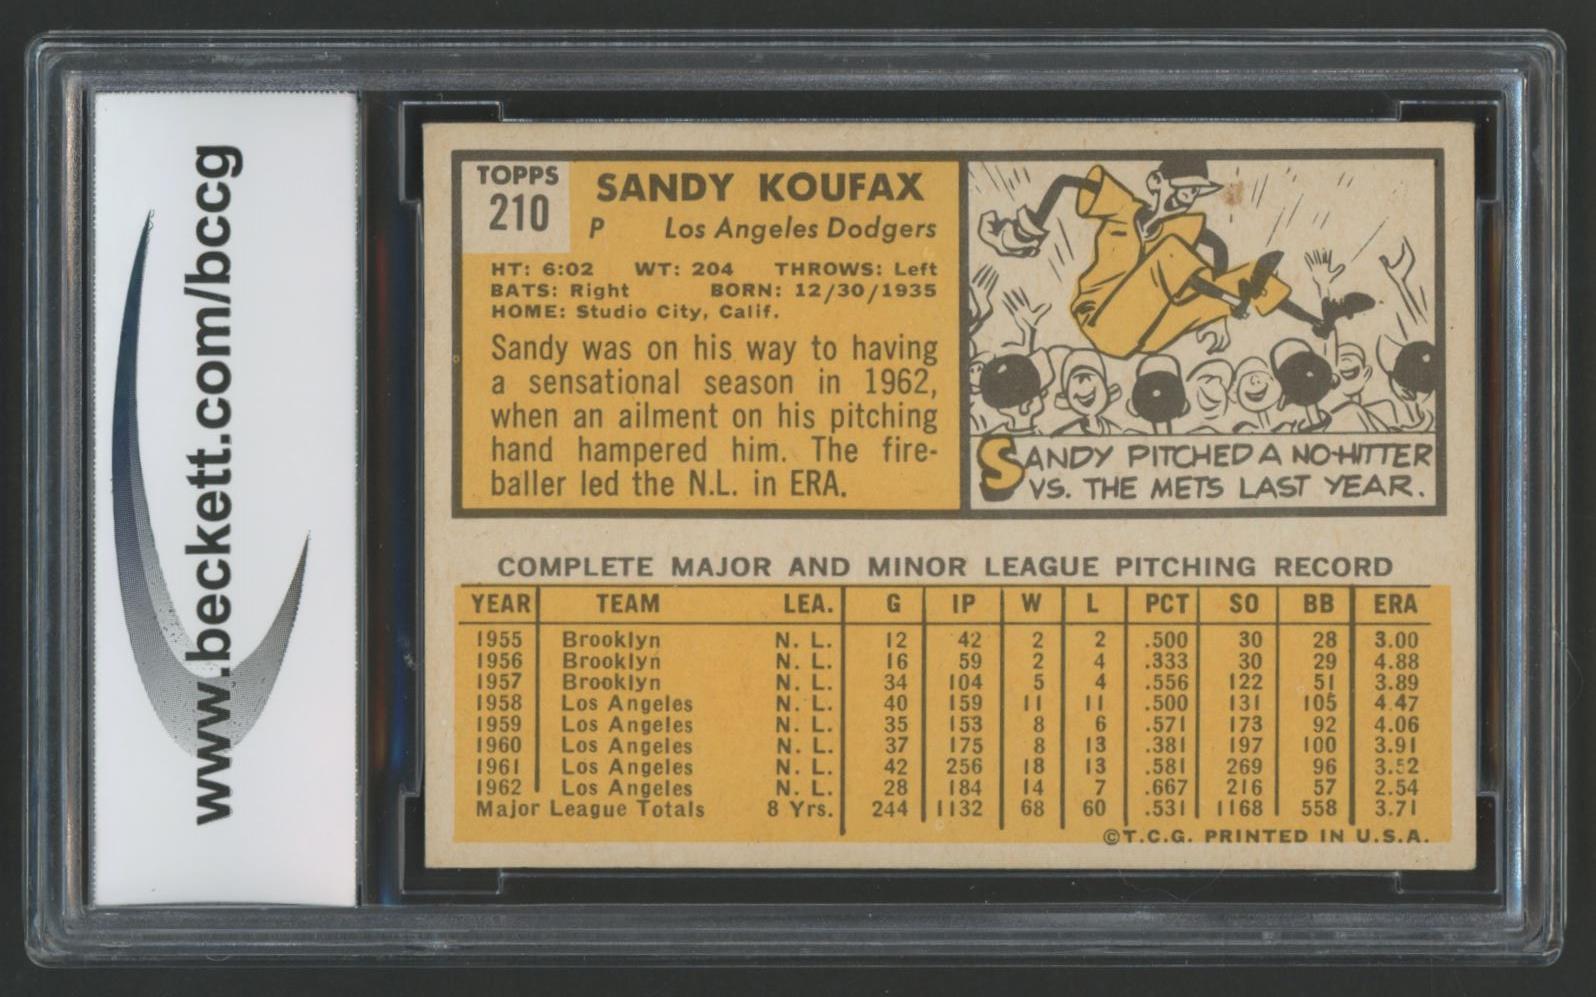 www.beckett.com/bccg
TOPPS
210
SANDY KOUFAX
P Los Angeles Dodgers
HT: 6:02 WT: 204 THROWS: Left
BATS: Right BORN: 12/30/1935
HOME: Studio City, Calif.
Sandy was on his way to having
a sensational season in 1962,
when an ailment on his pitching
hand hampered him. The fire-
baller led the N.L. in ERA.
SANDY PITCHED A NO-HITTER
VS. THE METS LAST YEAR.
COMPLETE MAJOR AND MINOR LEAGUE PITCHING RECORD
YEAR TEAM LEA. G IP W L PCT SO BB ERA
1955 Brooklyn N. L. 12 42 2 2 .500 30 28 3.00
1956 Brooklyn N. L. 16 59 2 4 .333 30 29 4.88
1957 Brooklyn N. L. 34 104 5 4 .556 122 51 3.89
1958 Los Angeles N. L. 40 159 11 11 .500 131 105 4.47
1959 Los Angeles N. L. 35 153 8 6 .571 173 92 4.06
1960 Los Angeles N. L. 37 175 8 13 .381 197 100 3.91
1961 Los Angeles N. L. 42 256 18 13 .581 269 96 3.52
1962 Los Angeles N. L. 28 184 14 7 .667 216 57 2.54
Major League Totals 8 Yrs. 244 1132 68 60 .531 1168 558 3.71
©T.C.G. PRINTED IN U.S.A.